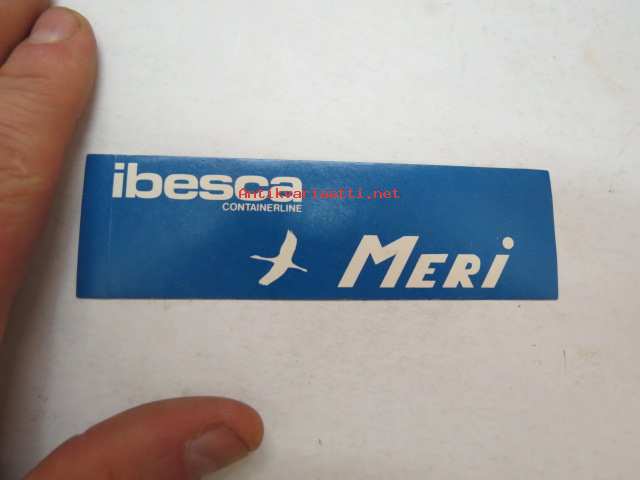 ibesca
Antikvariaatti.net
CONTAINERLINE
MERi